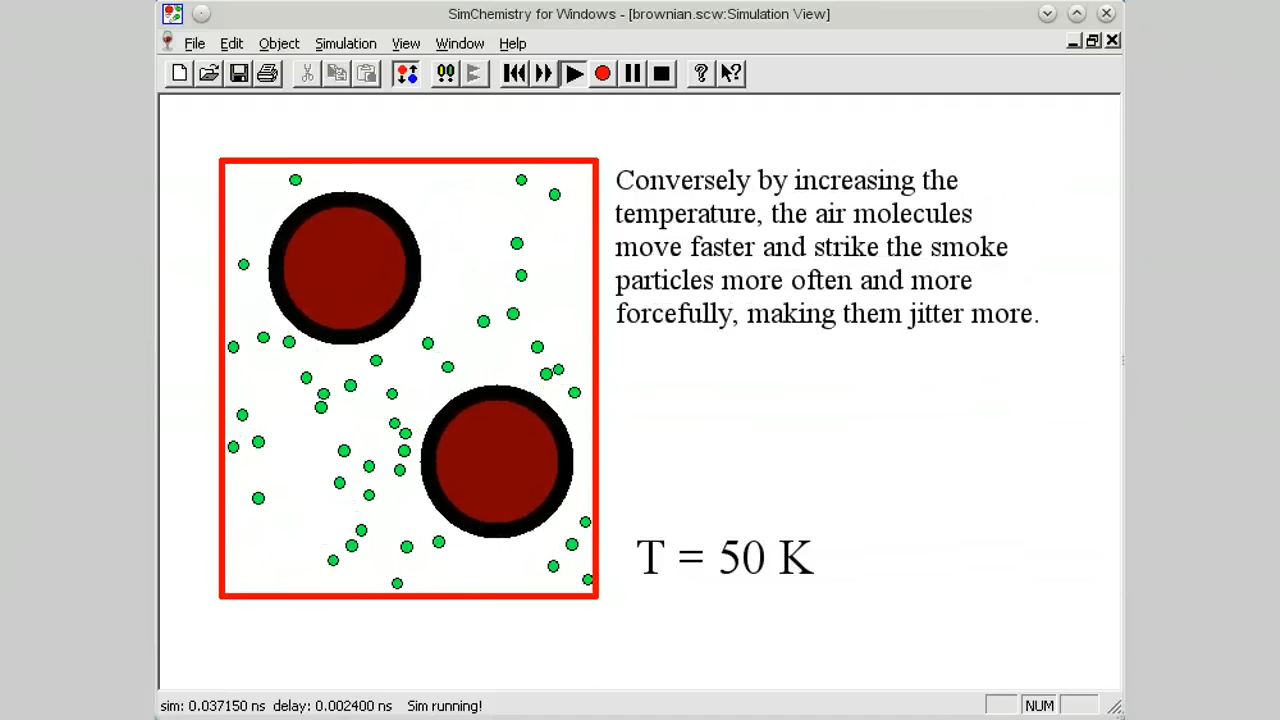 SimChemistry for Windows - [brownian.scw:Simulation View]
File Edit Object Simulation View Window Help
Conversely by increasing the
temperature, the air molecules
move faster and strike the smoke
particles more often and more
forcefully, making them jitter more.
T = 50 K
sim: 0.037150 ns delay: 0.002400 ns Sim running!
NUM